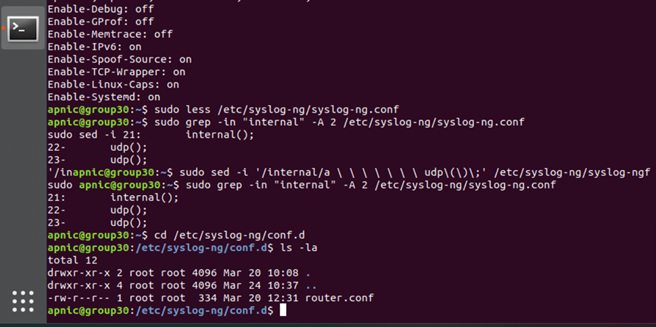 Enable-Debug: off
Enable-GProf: off
Enable-Memtrace: off
Enable-IPv6: on
Enable-Spoof-Source: on
Enable-TCP-Wrapper: on
Enable-Linux-Caps: on
Enable-Systemd: on
apnic@group30:~$ sudo less /etc/syslog-ng/syslog-ng.conf
apnic@group30:~$ sudo grep -in "internal" -A 2 /etc/syslog-ng/syslog-ng.conf
sudo sed -i 21:       internal();
22-       udp();
23-       udp();
'/inapnic@group30:~$ sudo sed -i '/internal/a \ \ \ \ \ \ \ udp\(\)\;' /etc/syslog-ng/syslog-ngf
sudo apnic@group30:~$ sudo grep -in "internal" -A 2 /etc/syslog-ng/syslog-ng.conf
21:       internal();
22-       udp();
23-       udp();
apnic@group30:~$ cd /etc/syslog-ng/conf.d
apnic@group30:/etc/syslog-ng/conf.d$ ls -la
total 12
drwxr-xr-x 2 root root 4096 Mar 20 10:08 .
drwxr-xr-x 4 root root 4096 Mar 24 10:37 ..
-rw-r--r-- 1 root root  334 Mar 20 12:31 router.conf
apnic@group30:/etc/syslog-ng/conf.d$